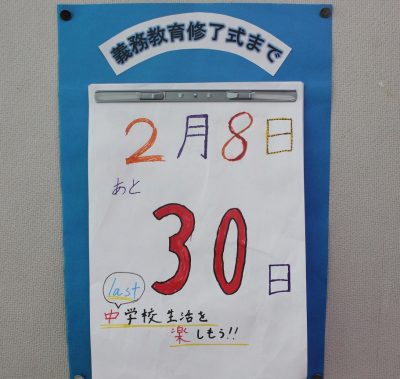 義務教育修了式まで
2月8日
あと
30日
last
中学校生活を
楽しもう!!